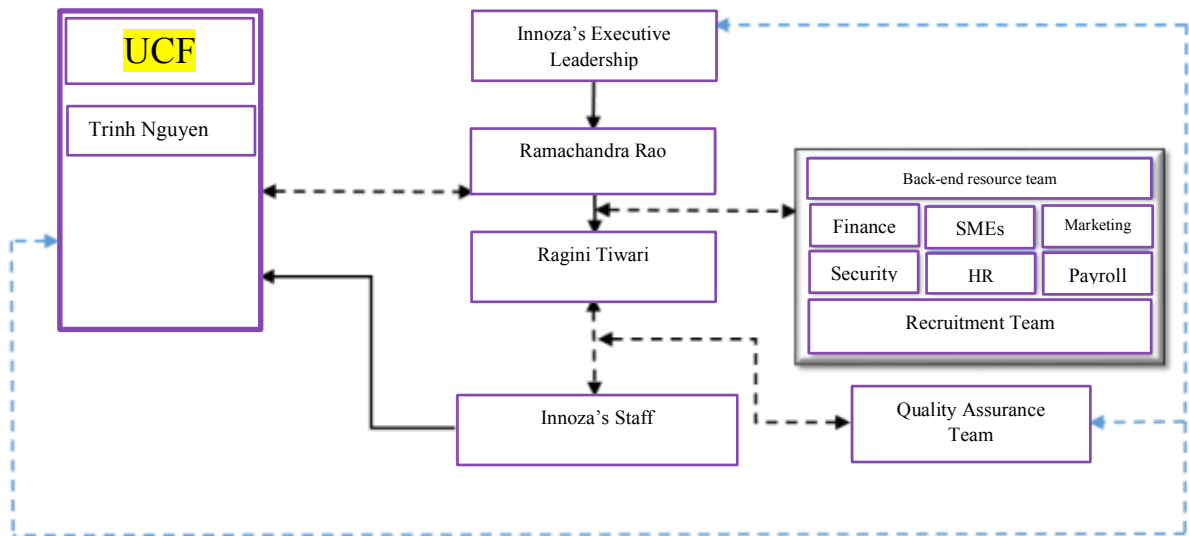 UCF
Trinh Nguyen
Innoza’s Executive
Leadership
Ramachandra Rao
Ragini Tiwari
Innoza’s Staff
Back-end resource team
Finance
SMEs
Marketing
Security
HR
Payroll
Recruitment Team
Quality Assurance
Team